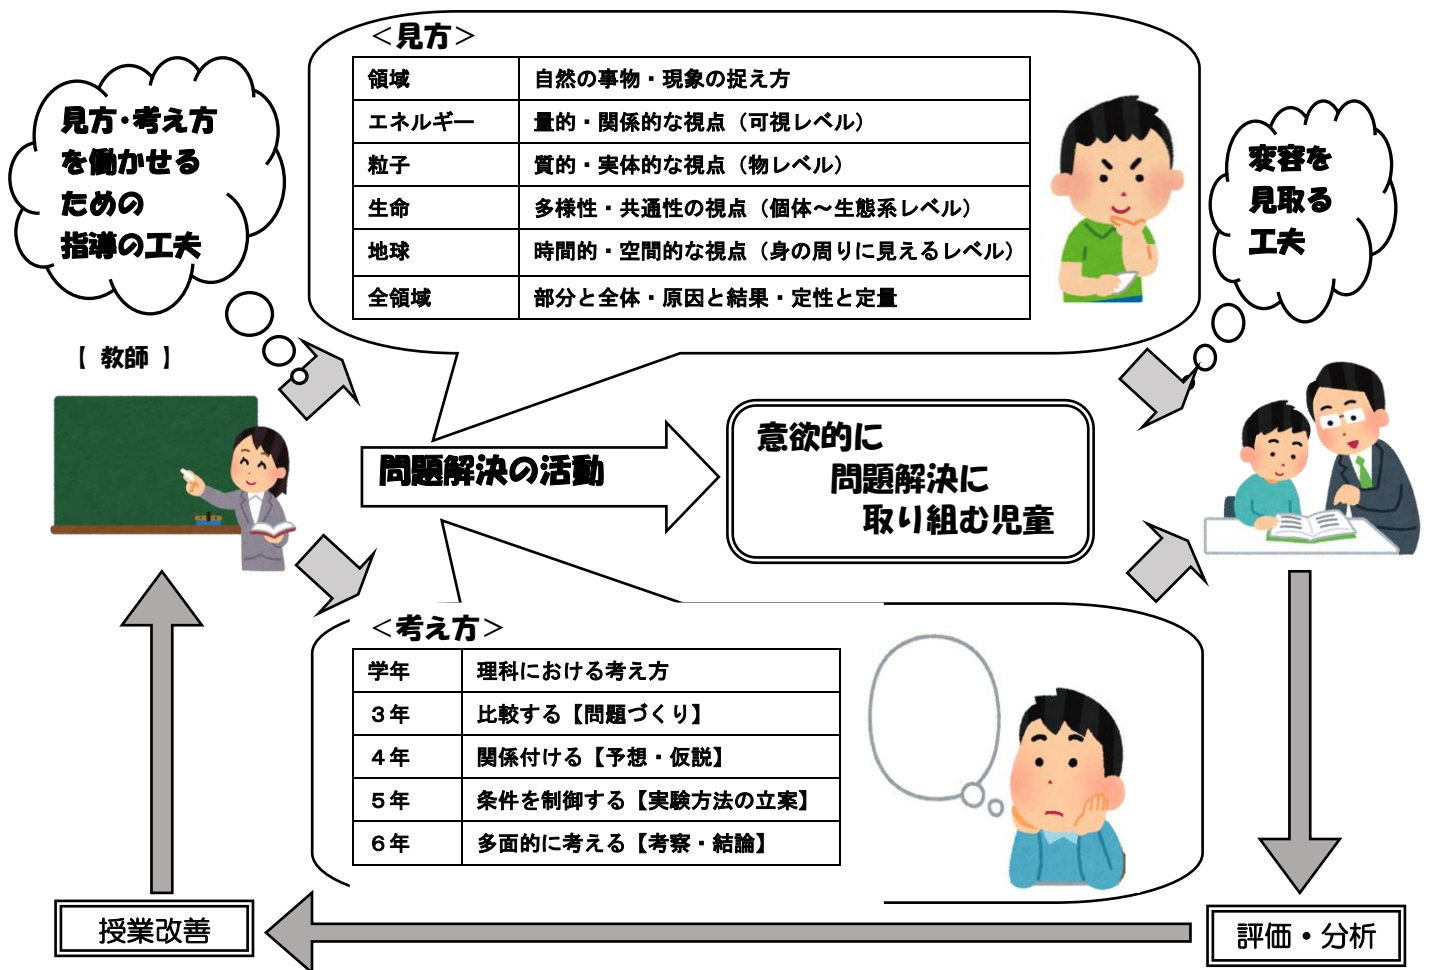 ＜見方＞
領域 自然の事物・現象の捉え方
エネルギー 量的・関係的な視点（可視レベル）
粒子 質的・実体的な視点（物レベル）
生命 多様性・共通性の視点（個体～生態系レベル）
地球 時間的・空間的な視点（身の周りに見えるレベル）
全領域 部分と全体・原因と結果・定性と定量
見方・考え方
を働かせる
ための
指導の工夫
変容を
見取る
工夫
【 教師 】
問題解決の活動
意欲的に
問題解決に
取り組む児童
＜考え方＞
学年 理科における考え方
３年 比較する【問題づくり】
４年 関係付ける【予想・仮説】
５年 条件を制御する【実験方法の立案】
６年 多面的に考える【考察・結論】
授業改善
評価・分析